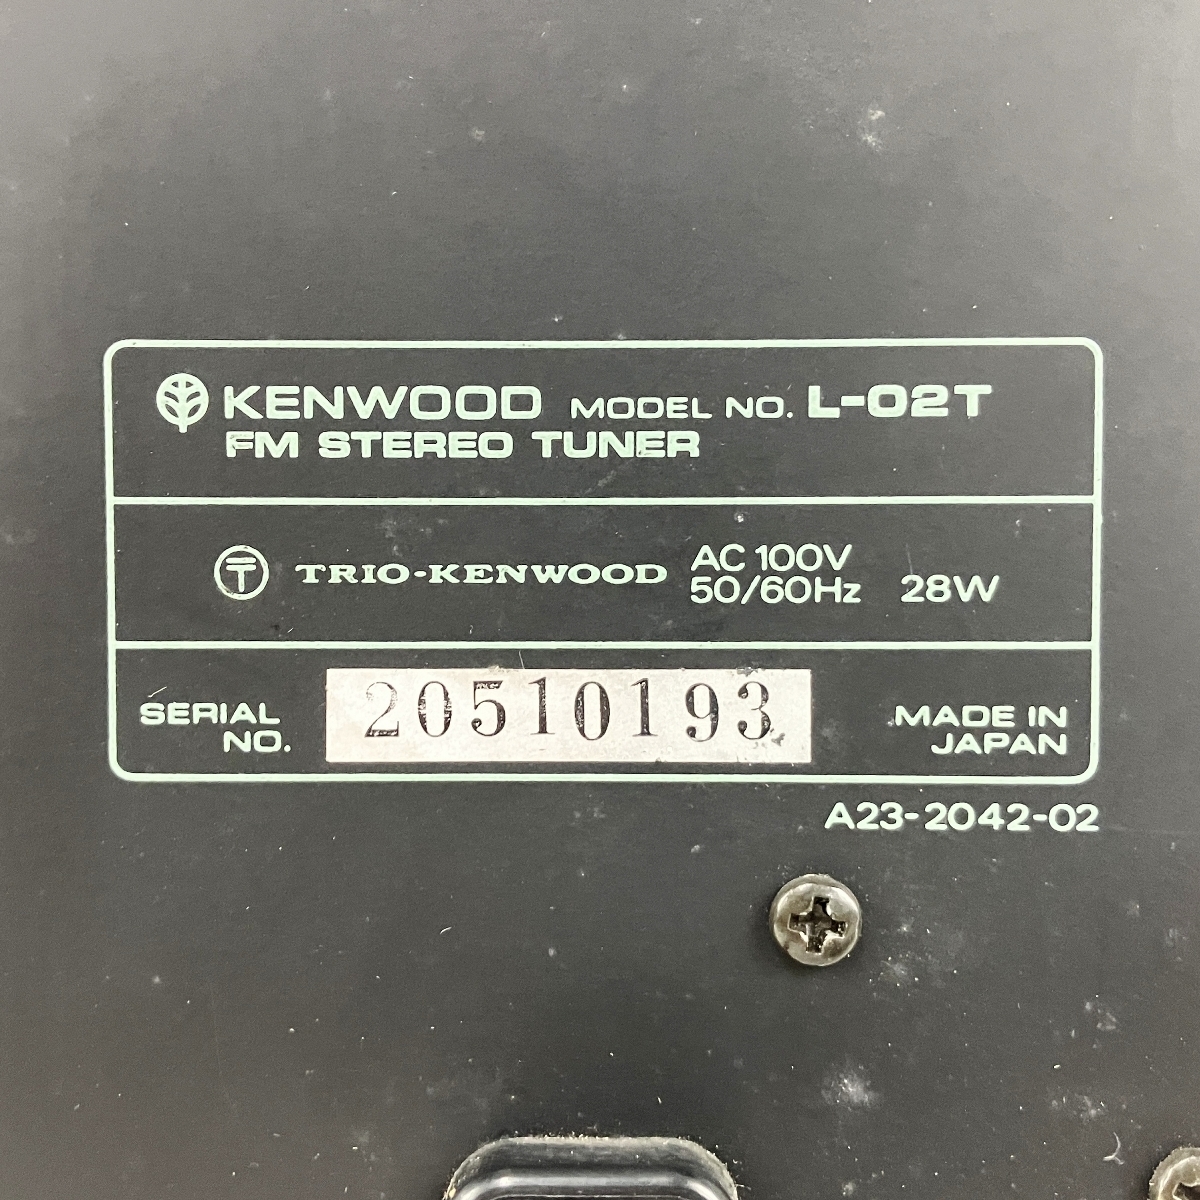 KENWOOD MODEL NO. L-02T
FM STEREO TUNER
T TRIO-KENWOOD AC 100V
50/60Hz 28W
SERIAL NO. 20510193
MADE IN JAPAN
A23-2042-02